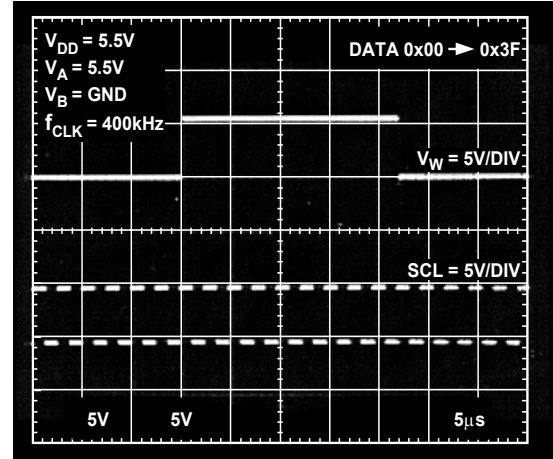 V_DD = 5.5V
V_A = 5.5V
V_B = GND
f_CLK = 400kHz
DATA 0x00 → 0x3F
V_W = 5V/DIV
SCL = 5V/DIV
5V 5V 5µs